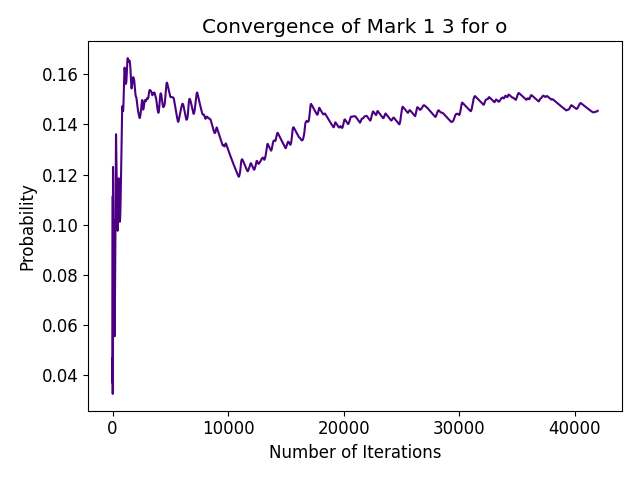 Convergence of Mark 1 3 for o
0.16
0.14
0.12
0.10
0.08
0.06
0.04
Probability
0 10000 20000 30000 40000
Number of Iterations